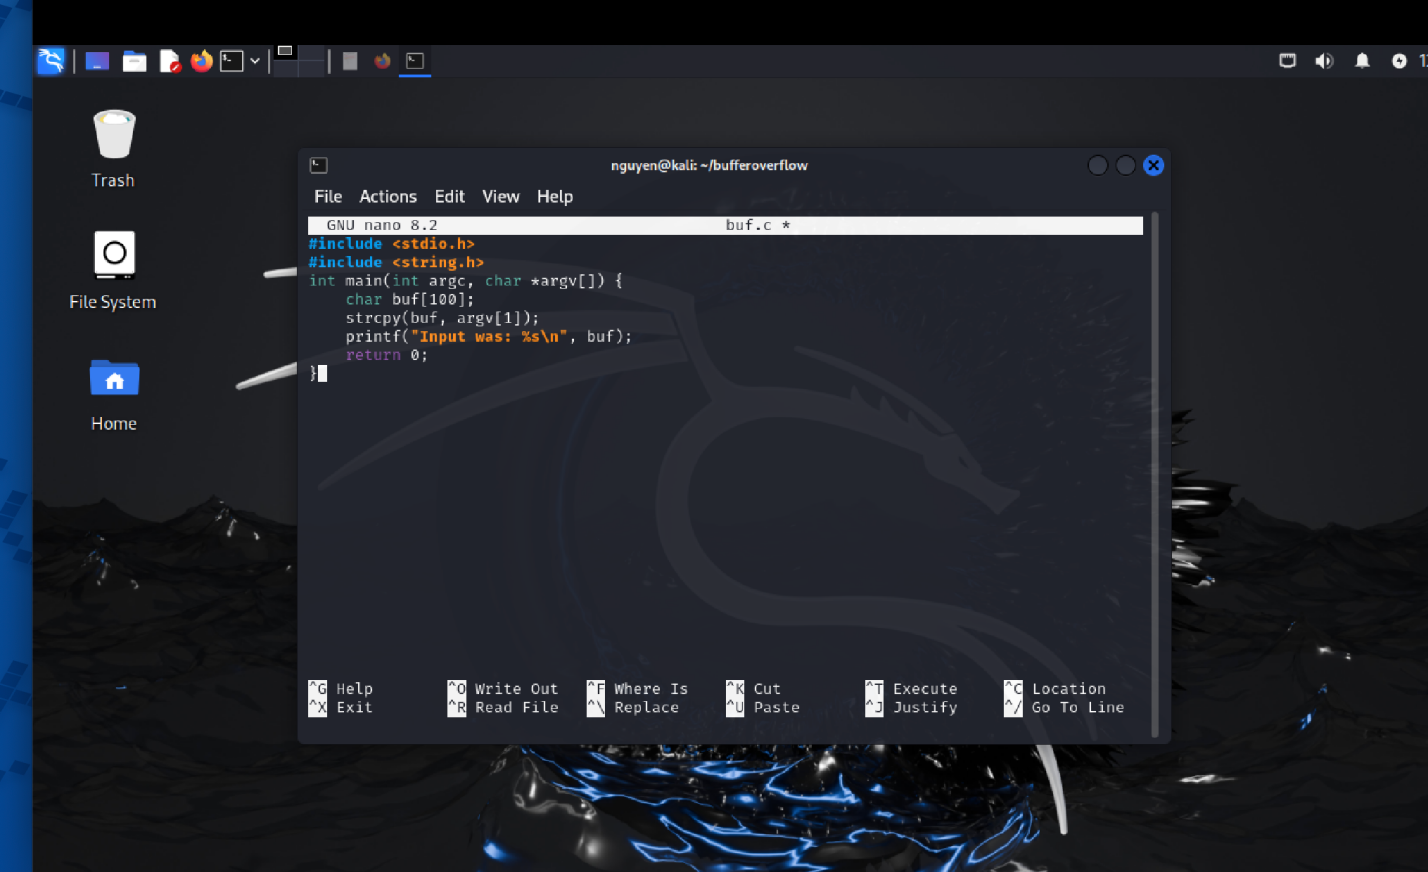 Trash
File System
Home
nguyen@kali: ~/bufferoverflow
File Actions Edit View Help
GNU nano 8.2 buf.c *
#include <stdio.h>
#include <string.h>
int main(int argc, char *argv[]) {
    char buf[100];
    strcpy(buf, argv[1]);
    printf("Input was: %s\n", buf);
    return 0;
}
^G Help ^O Write Out ^F Where Is ^K Cut ^T Execute ^C Location
^X Exit ^R Read File ^\ Replace ^U Paste ^J Justify ^/ Go To Line